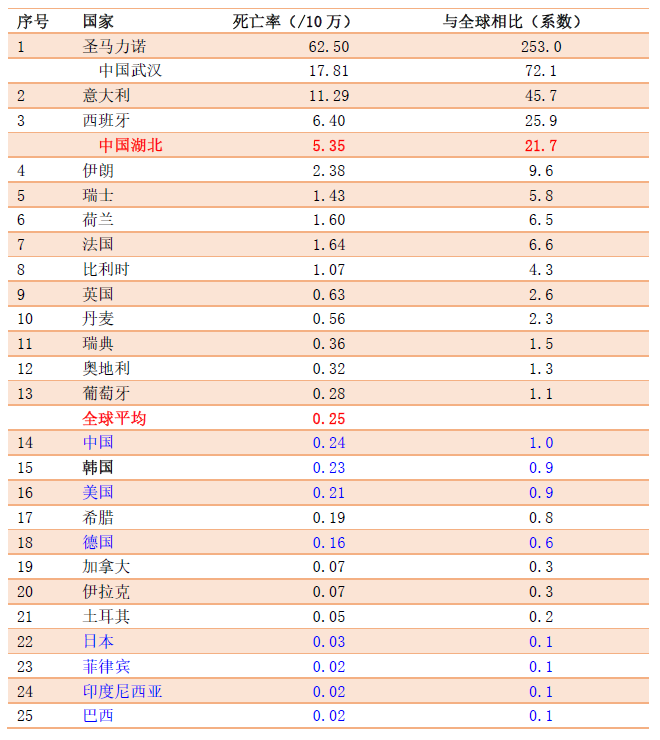 序号 国家 死亡率（/10 万） 与全球相比（系数）
1 圣马力诺 62.50 253.0
中国武汉 17.81 72.1
2 意大利 11.29 45.7
3 西班牙 6.40 25.9
中国湖北 5.35 21.7
4 伊朗 2.38 9.6
5 瑞士 1.43 5.8
6 荷兰 1.60 6.5
7 法国 1.64 6.6
8 比利时 1.07 4.3
9 英国 0.63 2.6
10 丹麦 0.56 2.3
11 瑞典 0.36 1.5
12 奥地利 0.32 1.3
13 葡萄牙 0.28 1.1
全球平均 0.25
14 中国 0.24 1.0
15 韩国 0.23 0.9
16 美国 0.21 0.9
17 希腊 0.19 0.8
18 德国 0.16 0.6
19 加拿大 0.07 0.3
20 伊拉克 0.07 0.3
21 土耳其 0.05 0.2
22 日本 0.03 0.1
23 菲律宾 0.02 0.1
24 印度尼西亚 0.02 0.1
25 巴西 0.02 0.1